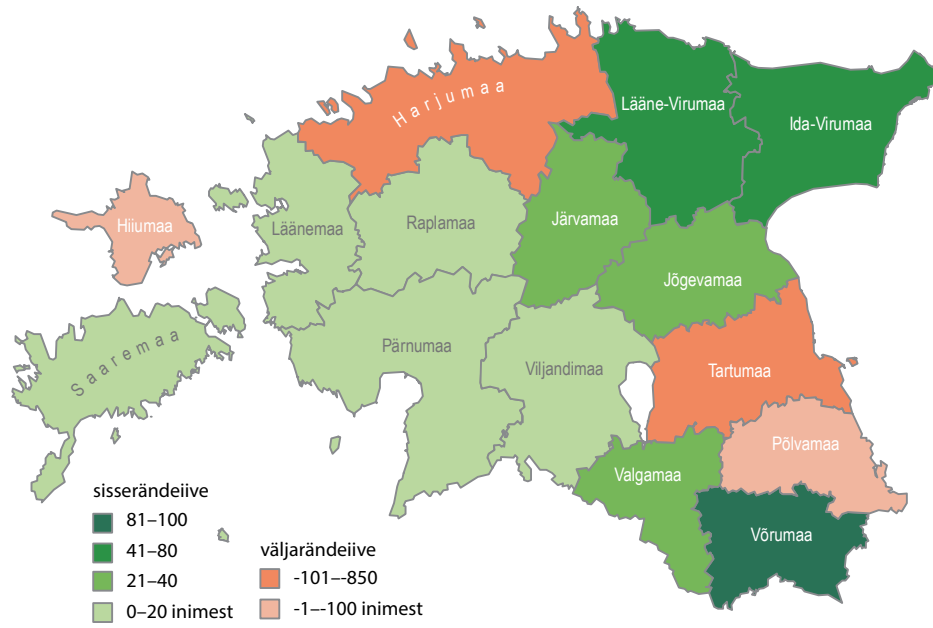 Harjumaa
Lääne-Virumaa
Ida-Virumaa
Hiiumaa
Läänemaa
Raplamaa
Järvamaa
Jõgevamaa
Saaremaa
Pärnumaa
Viljandimaa
Tartumaa
Põlvamaa
Valgamaa
Võrumaa
sisserändeiive
81–100
41–80
21–40
0–20 inimest
väljarändeiive
-101–-850
-1–-100 inimest